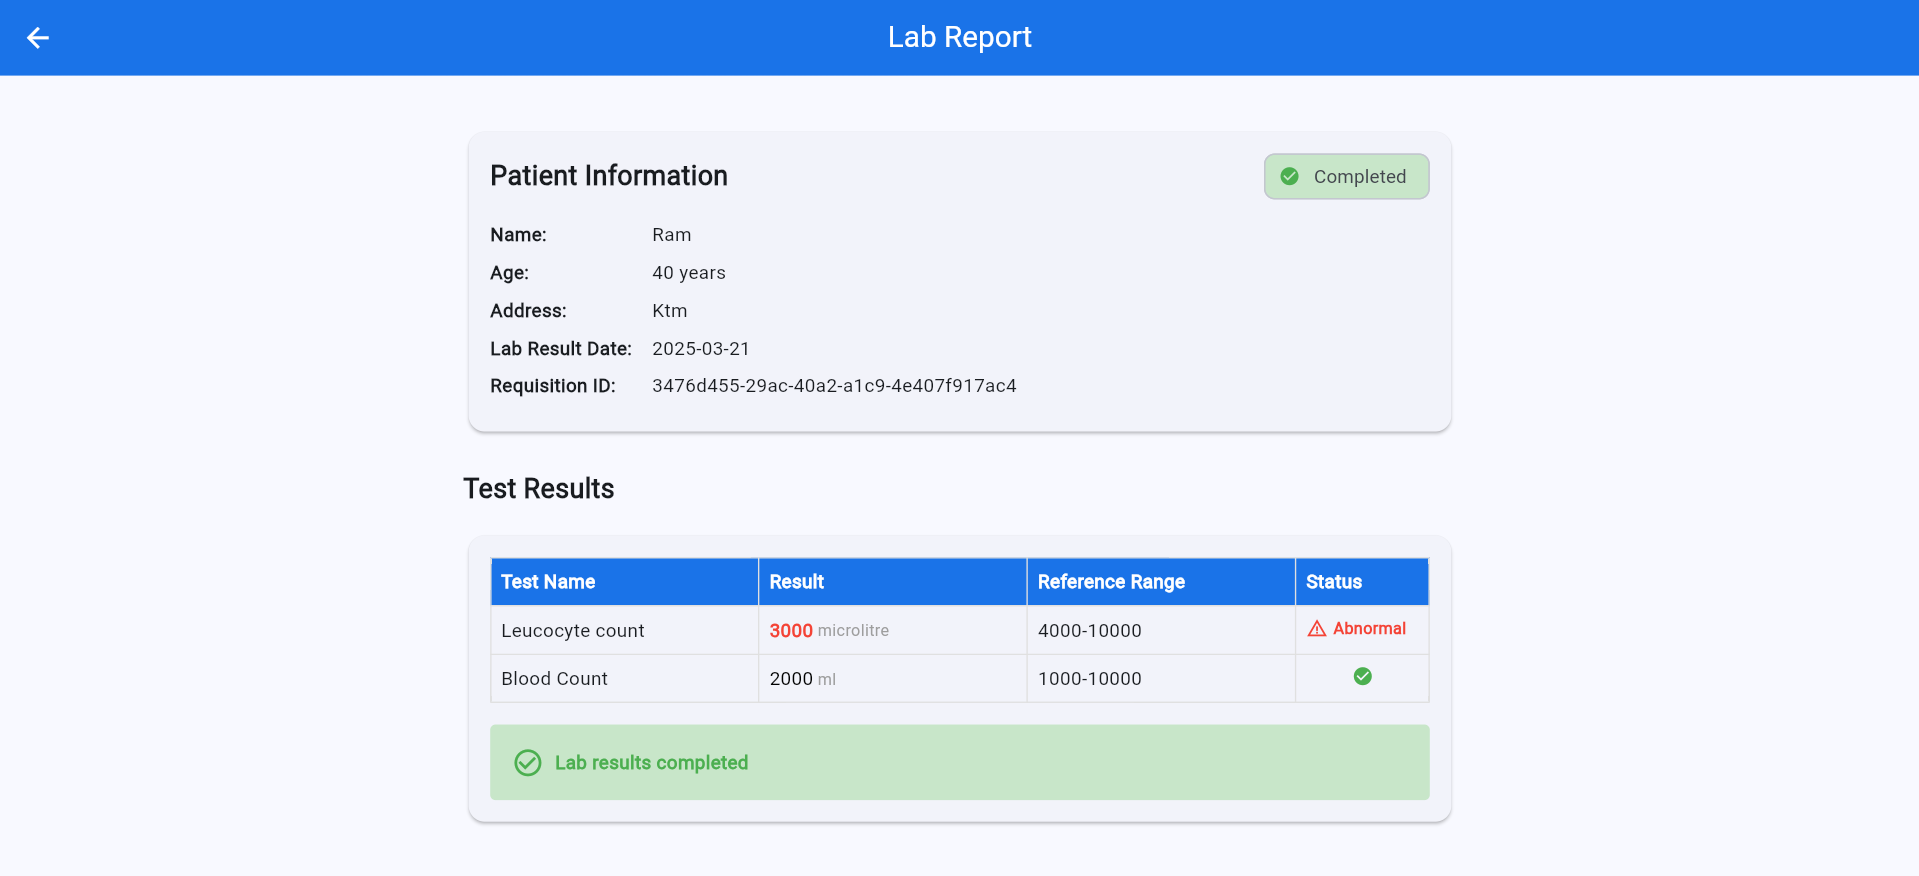 Lab Report
Patient Information
Completed
Name: Ram
Age: 40 years
Address: Ktm
Lab Result Date: 2025-03-21
Requisition ID: 3476d455-29ac-40a2-a1c9-4e407f917ac4
Test Results
Test Name Result Reference Range Status
Leucocyte count 3000 microlitre 4000-10000 Abnormal
Blood Count 2000 ml 1000-10000
Lab results completed